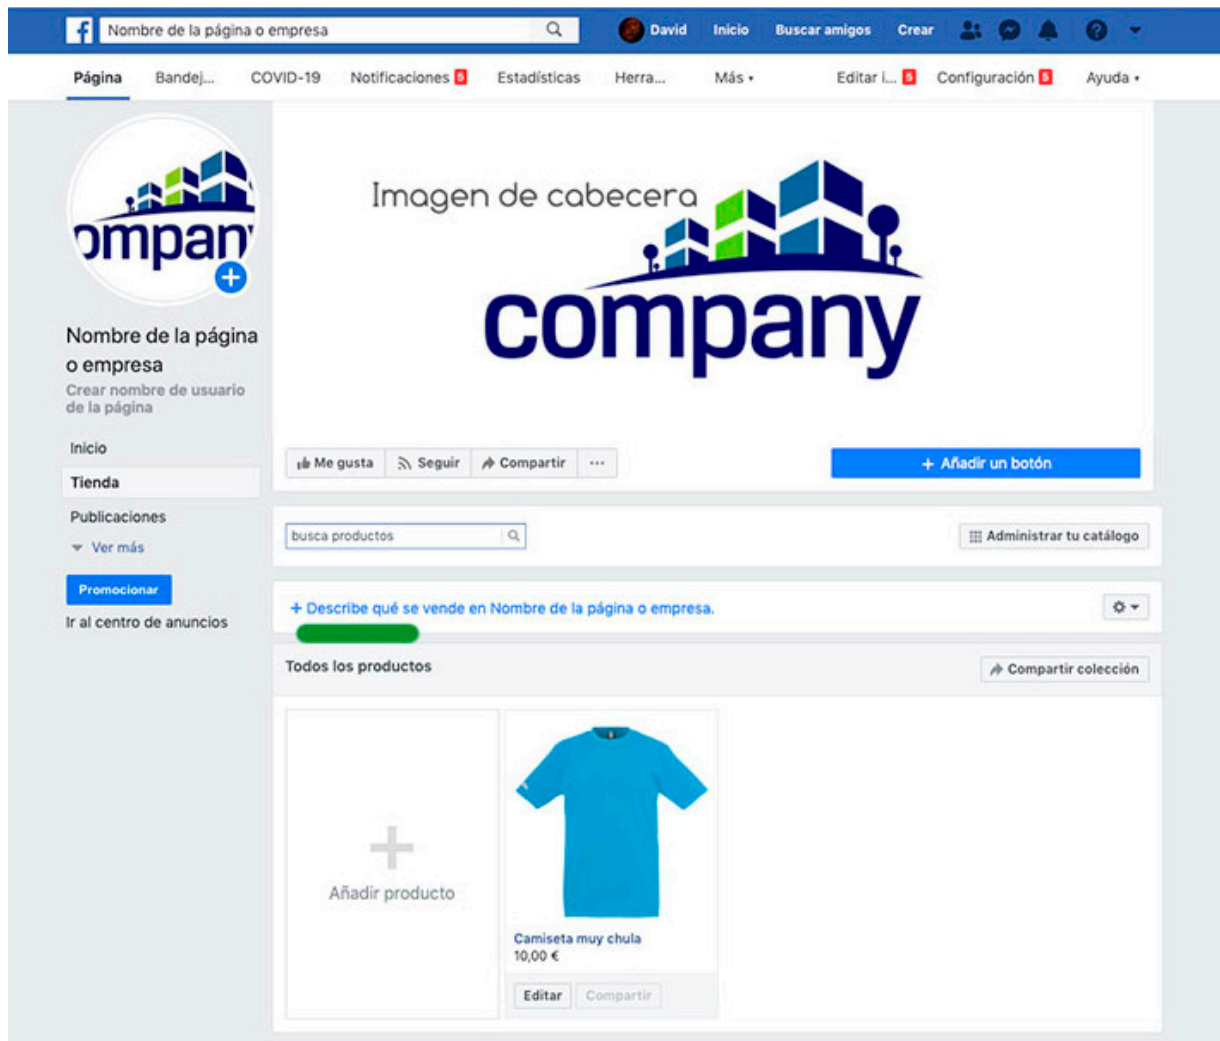 Nombre de la página o empresa
David
Inicio
Buscar amigos
Crear
Página
Bandej...
COVID-19
Notificaciones 5
Estadísticas
Herra...
Más
Editar i... 5
Configuración 5
Ayuda
ompany
Imagen de cabecera
company
Nombre de la página
o empresa
Crear nombre de usuario
de la página
Inicio
Tienda
Publicaciones
Ver más
Promocionar
Ir al centro de anuncios
Me gusta
Seguir
Compartir
...
+ Añadir un botón
busca productos
Administrar tu catálogo
+ Describe qué se vende en Nombre de la página o empresa.
Todos los productos
Compartir colección
Añadir producto
Camiseta muy chula
10,00 €
Editar
Compartir